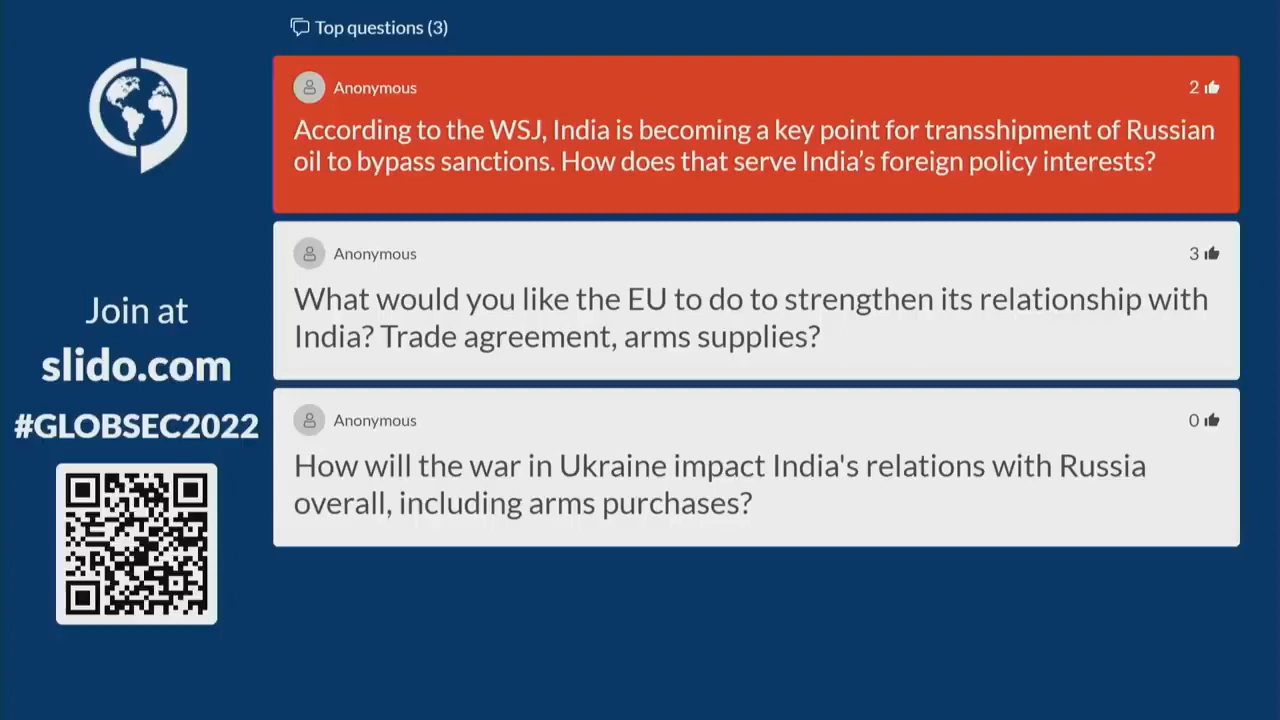 Top questions (3)
Anonymous
2
According to the WSJ, India is becoming a key point for transshipment of Russian
oil to bypass sanctions. How does that serve India’s foreign policy interests?
Anonymous
3
What would you like the EU to do to strengthen its relationship with
India? Trade agreement, arms supplies?
Anonymous
0
How will the war in Ukraine impact India's relations with Russia
overall, including arms purchases?
Join at
slido.com
#GLOBSEC2022